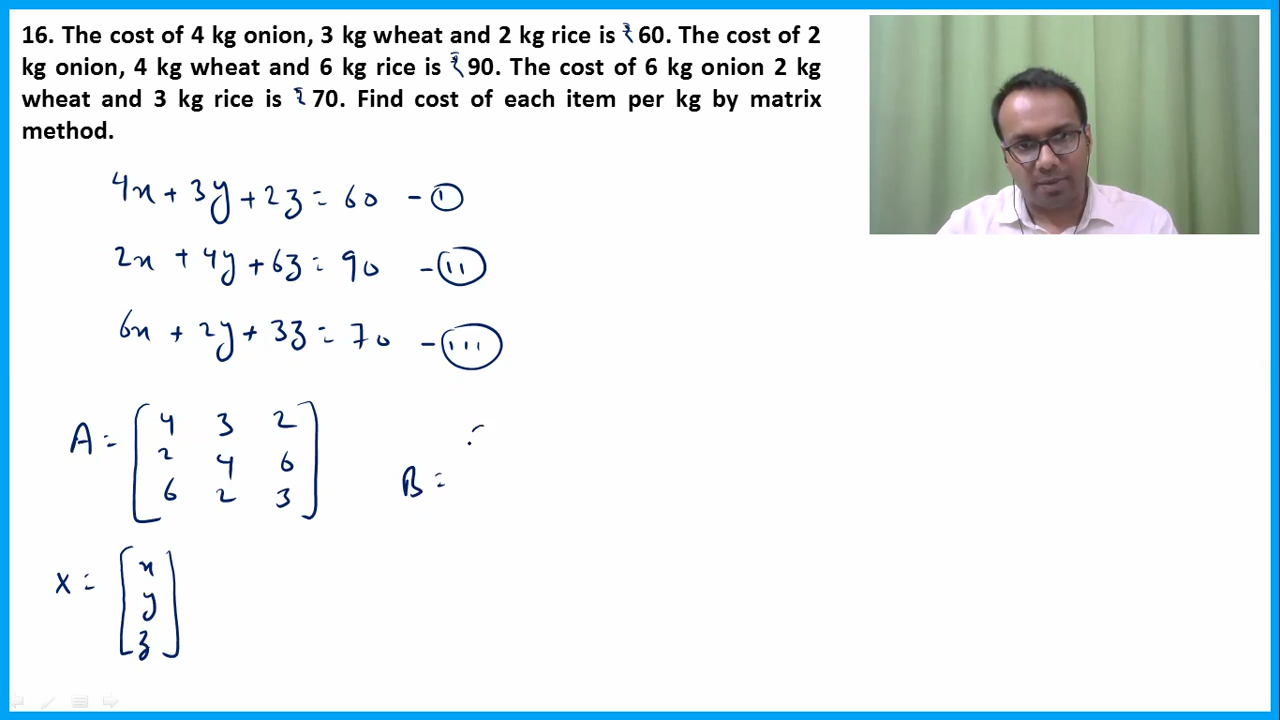 16. The cost of 4 kg onion, 3 kg wheat and 2 kg rice is ₹60. The cost of 2
kg onion, 4 kg wheat and 6 kg rice is ₹90. The cost of 6 kg onion 2 kg
wheat and 3 kg rice is ₹70. Find cost of each item per kg by matrix
method.
4x + 3y + 2z = 60 - (i)
2x + 4y + 6z = 90 - (ii)
6x + 2y + 3z = 70 - (iii)
A = [4 3 2
2 4 6
6 2 3]
B =
X = [x
y
z]